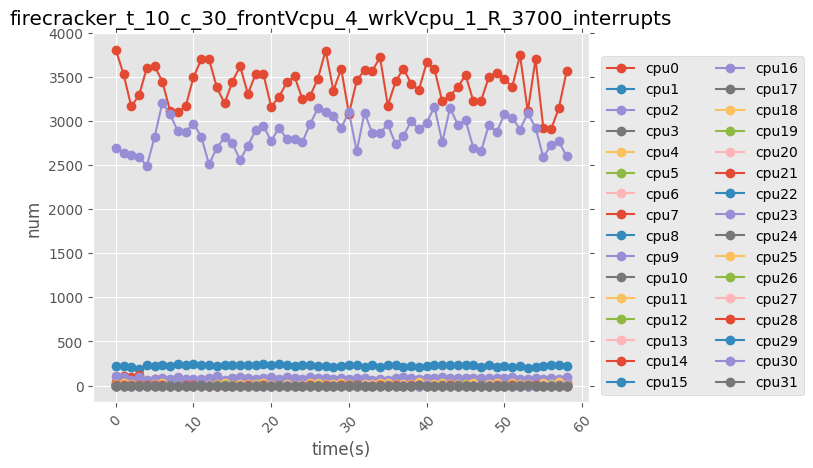 firecracker_t_10_c_30_frontVcpu_4_wrkVcpu_1_R_3700_interrupts
4000
3500
3000
2500
2000
1500
1000
500
0
num
0
10
20
30
40
50
60
time(s)
cpu0
cpu1
cpu2
cpu3
cpu4
cpu5
cpu6
cpu7
cpu8
cpu9
cpu10
cpu11
cpu12
cpu13
cpu14
cpu15
cpu16
cpu17
cpu18
cpu19
cpu20
cpu21
cpu22
cpu23
cpu24
cpu25
cpu26
cpu27
cpu28
cpu29
cpu30
cpu31